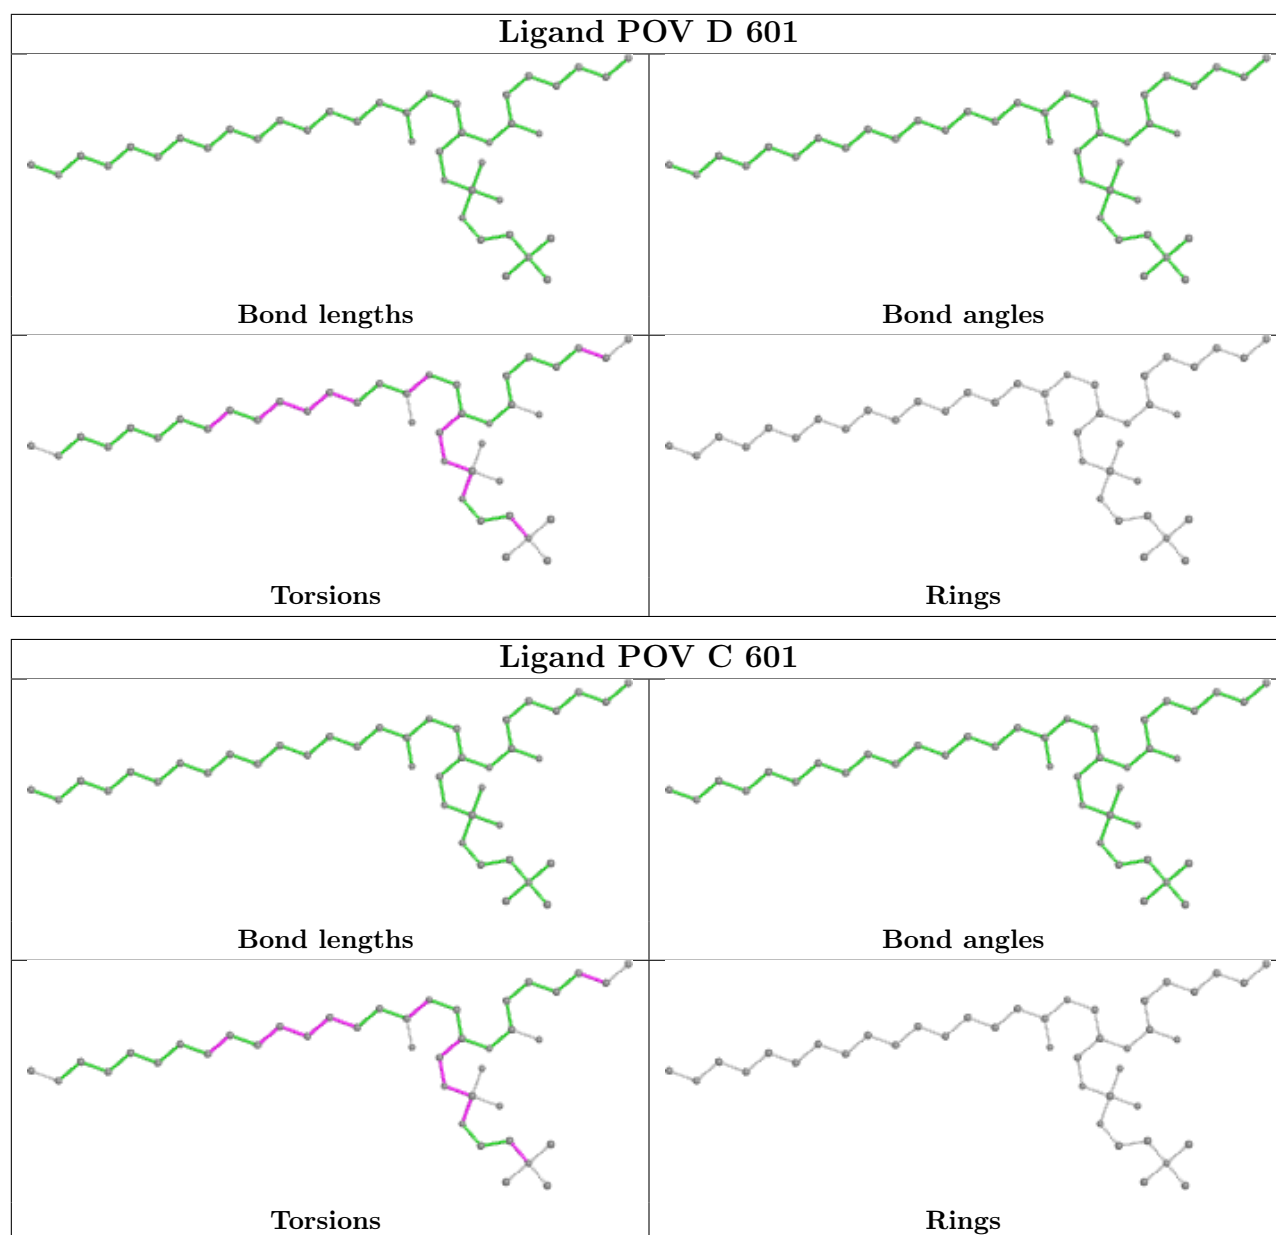 Ligand POV D 601
Bond lengths
Bond angles
Torsions
Rings
Ligand POV C 601
Bond lengths
Bond angles
Torsions
Rings